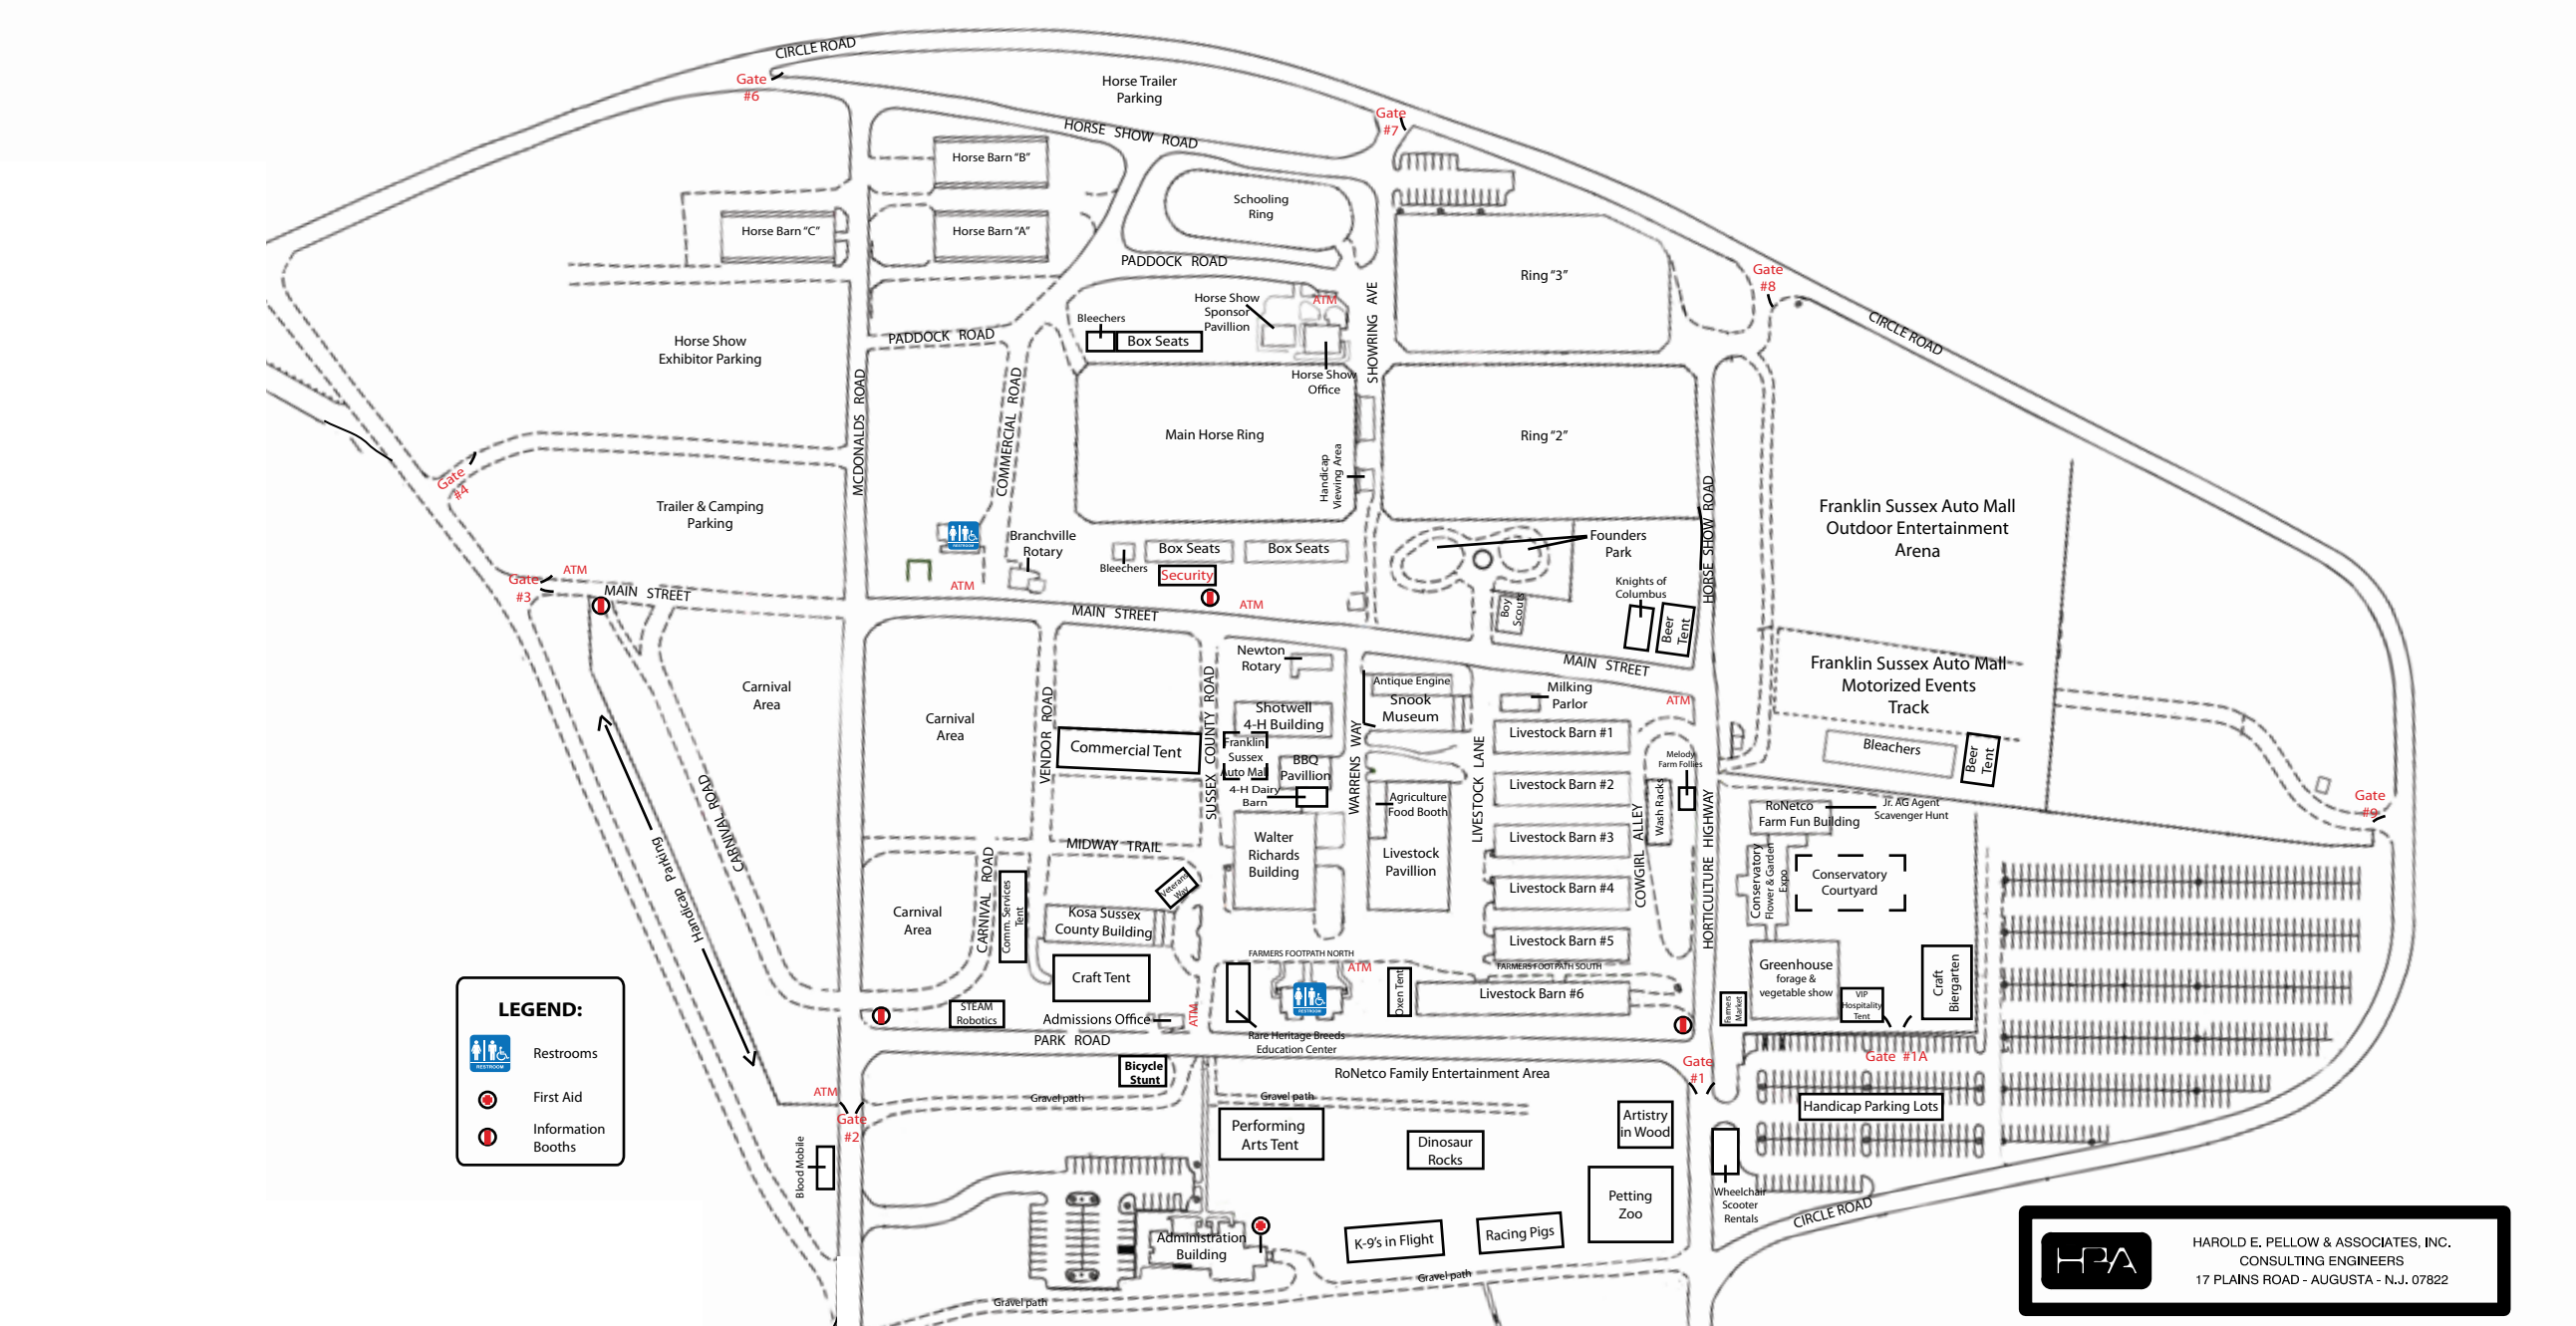 CIRCLE ROAD
Gate
#6
Horse Trailer
Parking
Gate
#7
HORSE SHOW ROAD
Horse Barn "B"
Schooling
Ring
Horse Barn "C"
Horse Barn "A"
PADDOCK ROAD
Ring "3"
Gate
#8
CIRCLE ROAD
Horse Show
Sponsor
Pavillion
ATM
SHOWRING AVE
Bleechers
Box Seats
PADDOCK ROAD
Horse Show
Exhibitor Parking
Horse Show
Office
MCDONALDS ROAD
COMMERCIAL ROAD
Main Horse Ring
Ring "2"
Handicap
Viewing Area
HORSE SHOW ROAD
Gate
#4
Trailer & Camping
Parking
Franklin Sussex Auto Mall
Outdoor Entertainment
Arena
RESTROOM
Branchville
Rotary
Bleechers
Box Seats
Box Seats
Founders
Park
Security
Gate
#3
ATM
MAIN STREET
ATM
ATM
MAIN STREET
Boy
Scouts
Knights of
Columbus
Beer
Tent
MAIN STREET
Newton
Rotary
Antique Engine
Snook
Museum
Milking
Parlor
ATM
Franklin Sussex Auto Mall
Motorized Events
Track
Carnival
Area
Carnival
Area
VENDOR ROAD
SUSSEX COUNTY ROAD
Shotwell
4-H Building
Commercial Tent
Franklin
Sussex
Auto Mall
BBQ
Pavillion
4-H Dairy
Barn
WARRENS WAY
Agriculture
Food Booth
LIVESTOCK LANE
Livestock Barn #1
Livestock Barn #2
Livestock Barn #3
Livestock Barn #4
Livestock Barn #5
Livestock Barn #6
Melody
Farm Follies
Wash Racks
COWGIRL ALLEY
HORTICULTURE HIGHWAY
Bleachers
Beer
Tent
Gate
#9
RoNetco
Farm Fun Building
Jr. AG Agent
Scavenger Hunt
CARNIVAL ROAD
Handicap Parking
MIDWAY TRAIL
Walter
Richards
Building
Livestock
Pavillion
Conservatory
Flower & Garden
Expo
Conservatory
Courtyard
Veterans
Way
Carnival
Area
CARNIVAL ROAD
Comm. Services
Tent
Kosa Sussex
County Building
Craft Tent
FARMERS FOOTPATH NORTH
ATM
FARMERS FOOTPATH SOUTH
Oxen Tent
RESTROOM
Greenhouse
forage &
vegetable show
Farmers
Market
VIP
Hospitality
Tent
Craft
Biergarten
STEAM
Robotics
Admissions Office
ATM
Rare Heritage Breeds
Education Center
PARK ROAD
Bicycle
Stunt
RoNetco Family Entertainment Area
Gate
#1
Gate #1A
ATM
Gate
#2
Gravel path
Gravel path
Handicap Parking Lots
Performing
Arts Tent
Dinosaur
Rocks
Artistry
in Wood
Blood Mobile
Petting
Zoo
Wheelchair
Scooter
Rentals
CIRCLE ROAD
Administration
Building
K-9's in Flight
Racing Pigs
Gravel path
Gravel path
LEGEND:
RESTROOM
Restrooms
First Aid
Information
Booths
HPA
HAROLD E. PELLOW & ASSOCIATES, INC.
CONSULTING ENGINEERS
17 PLAINS ROAD - AUGUSTA - N.J. 07822